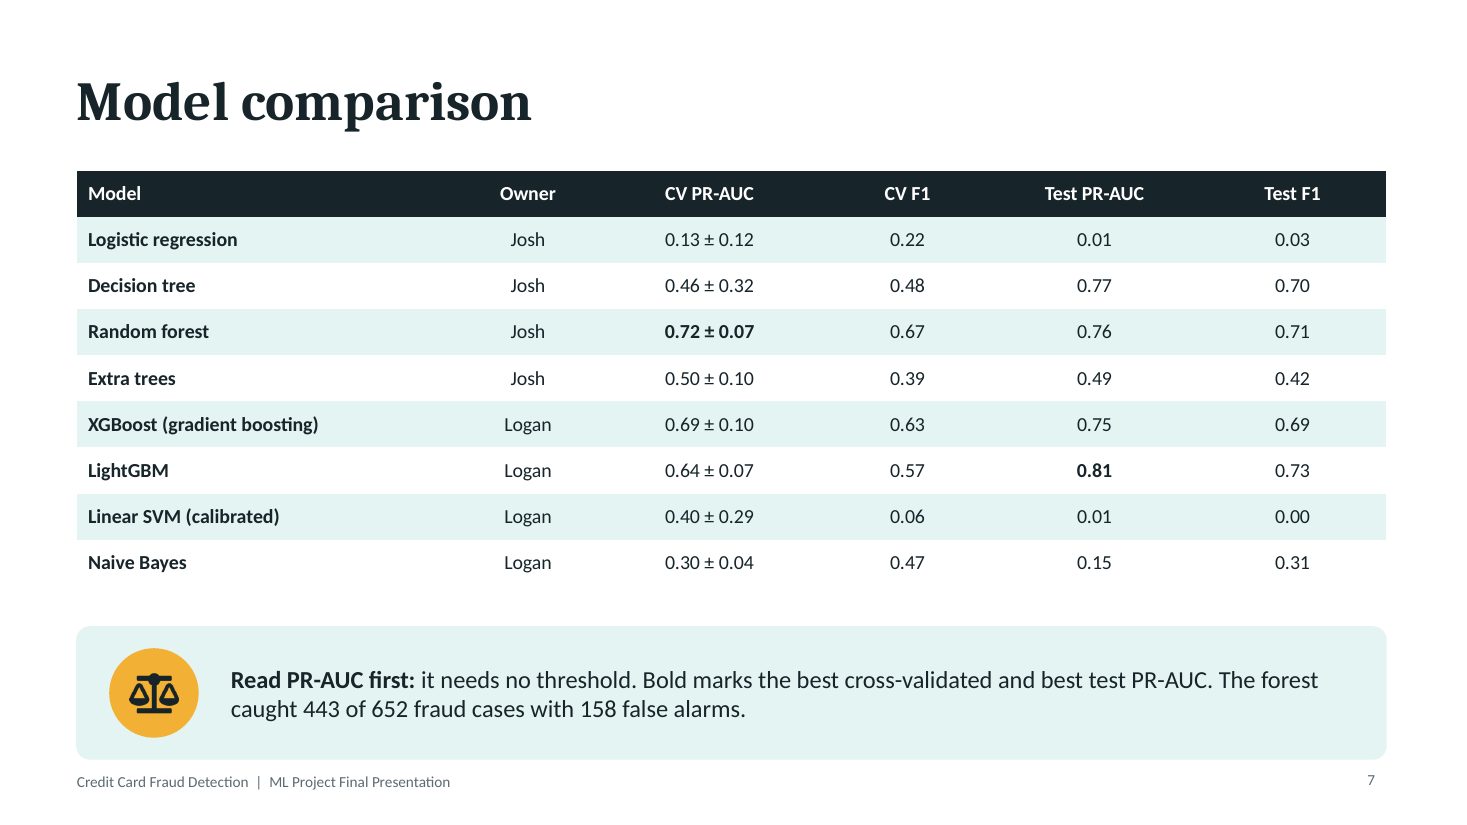 Model comparison
Model Owner CV PR-AUC CV F1 Test PR-AUC Test F1
Logistic regression Josh 0.13 ± 0.12 0.22 0.01 0.03
Decision tree Josh 0.46 ± 0.32 0.48 0.77 0.70
Random forest Josh 0.72 ± 0.07 0.67 0.76 0.71
Extra trees Josh 0.50 ± 0.10 0.39 0.49 0.42
XGBoost (gradient boosting) Logan 0.69 ± 0.10 0.63 0.75 0.69
LightGBM Logan 0.64 ± 0.07 0.57 0.81 0.73
Linear SVM (calibrated) Logan 0.40 ± 0.29 0.06 0.01 0.00
Naive Bayes Logan 0.30 ± 0.04 0.47 0.15 0.31
Read PR-AUC first: it needs no threshold. Bold marks the best cross-validated and best test PR-AUC. The forest
caught 443 of 652 fraud cases with 158 false alarms.
Credit Card Fraud Detection | ML Project Final Presentation 7